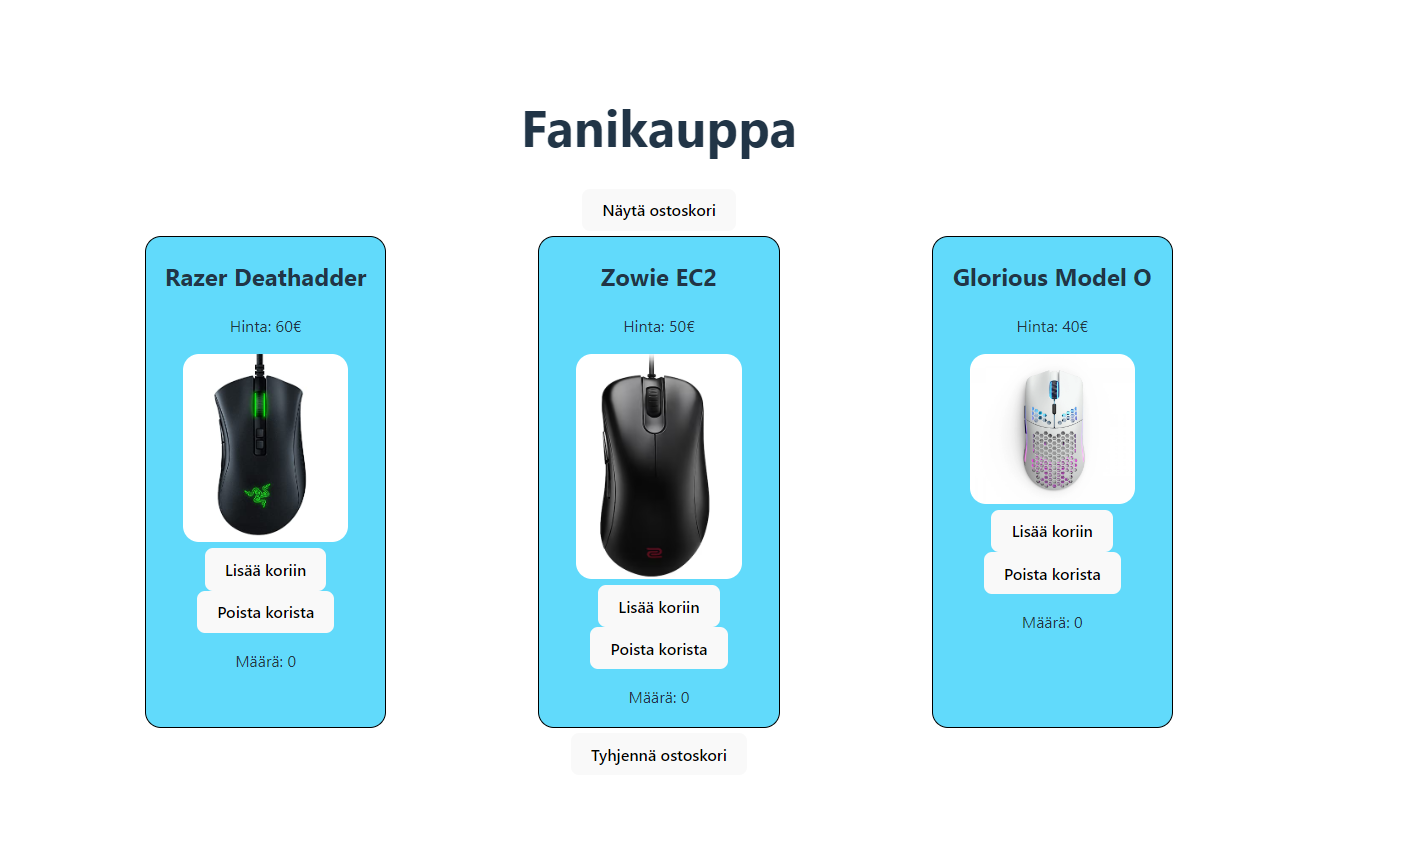 Fanikauppa
Näytä ostoskori
Razer Deathadder
Hinta: 60€
Lisää koriin
Poista korista
Määrä: 0
Zowie EC2
Hinta: 50€
Lisää koriin
Poista korista
Määrä: 0
Glorious Model O
Hinta: 40€
Lisää koriin
Poista korista
Määrä: 0
Tyhjennä ostoskori